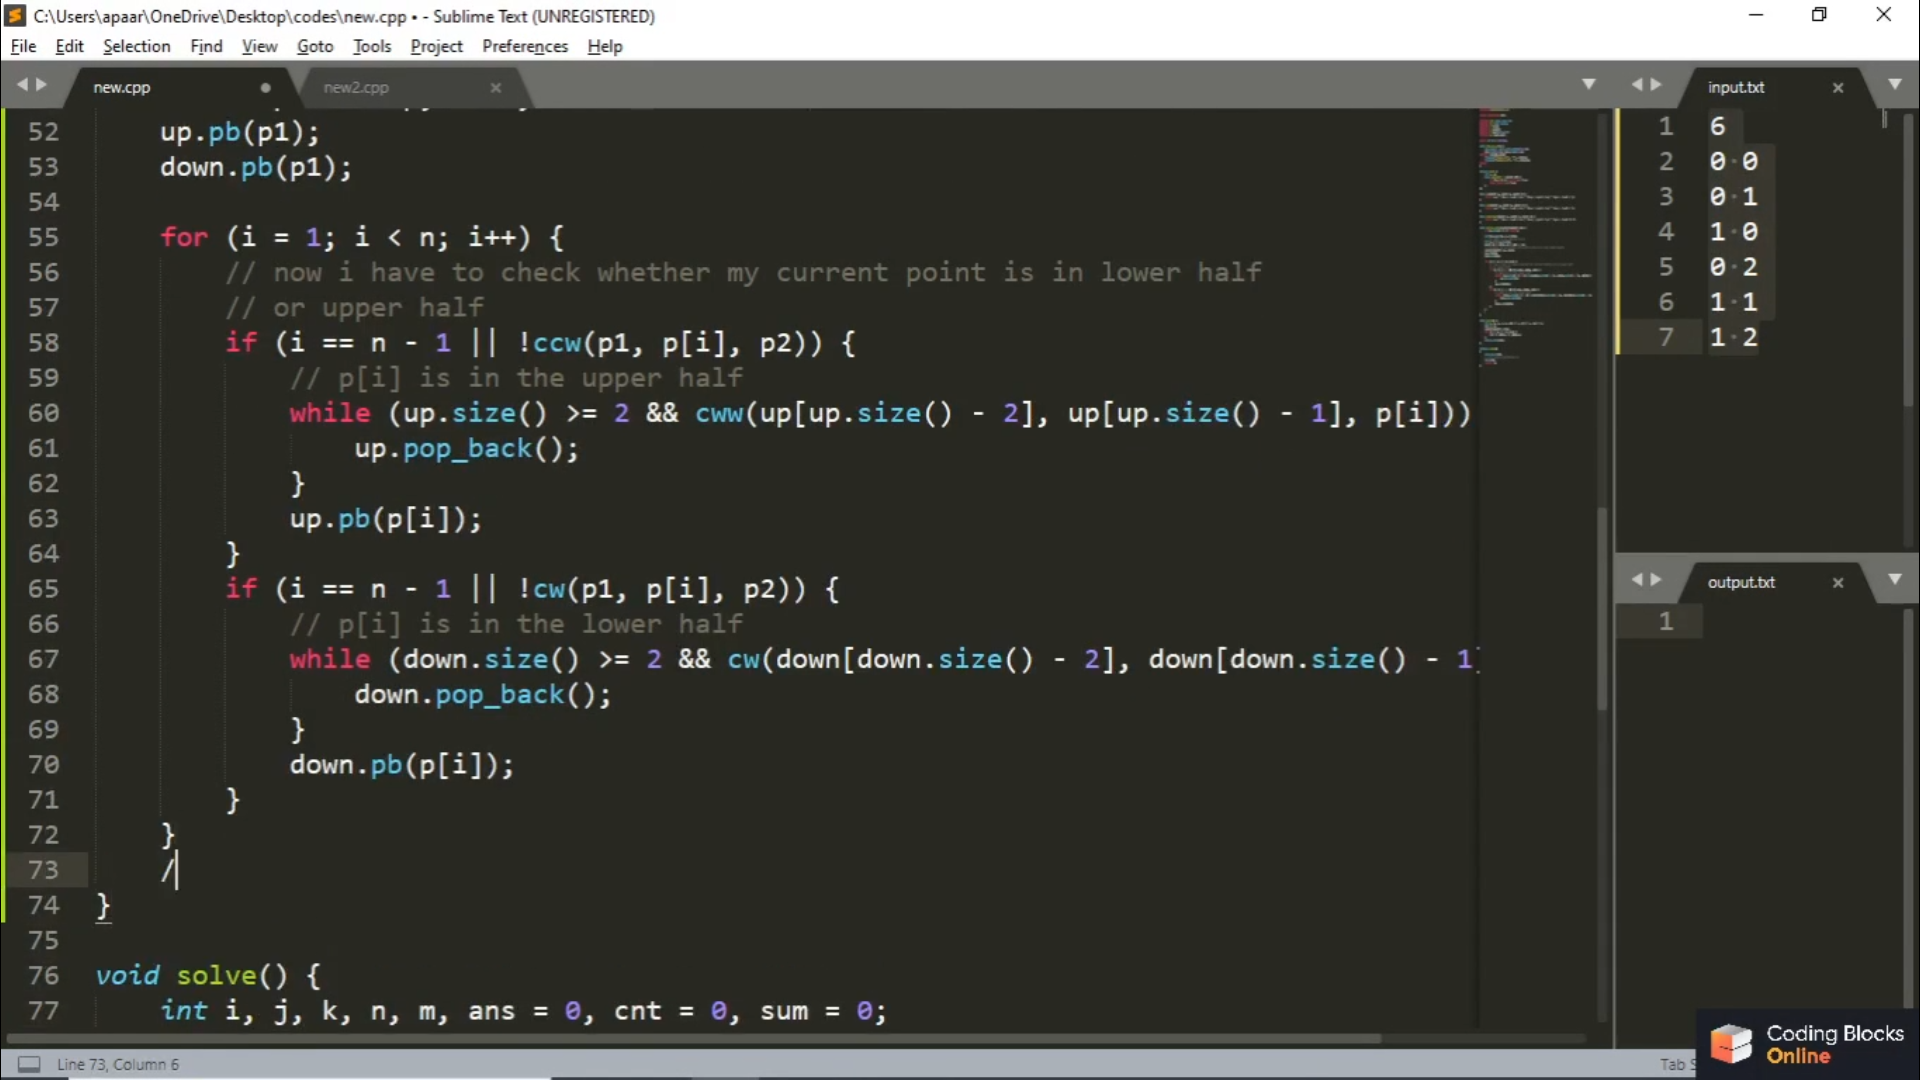 C:\Users\apaar\OneDrive\Desktop\codes\new.cpp • - Sublime Text (UNREGISTERED)
File Edit Selection Find View Goto Tools Project Preferences Help
new.cpp new2.cpp
52 up.pb(p1);
53 down.pb(p1);
54
55 for (i = 1; i < n; i++) {
56 // now i have to check whether my current point is in lower half
57 // or upper half
58 if (i == n - 1 || !ccw(p1, p[i], p2)) {
59 // p[i] is in the upper half
60 while (up.size() >= 2 && cww(up[up.size() - 2], up[up.size() - 1], p[i]))
61 up.pop_back();
62 }
63 up.pb(p[i]);
64 }
65 if (i == n - 1 || !cw(p1, p[i], p2)) {
66 // p[i] is in the lower half
67 while (down.size() >= 2 && cw(down[down.size() - 2], down[down.size() - 1]
68 down.pop_back();
69 }
70 down.pb(p[i]);
71 }
72 }
73 /
74 }
75
76 void solve() {
77 int i, j, k, n, m, ans = 0, cnt = 0, sum = 0;
input.txt
1 6
2 0 0
3 0 1
4 1 0
5 0 2
6 1 1
7 1 2
output.txt
1
Line 73, Column 6
Tab
Coding Blocks
Online